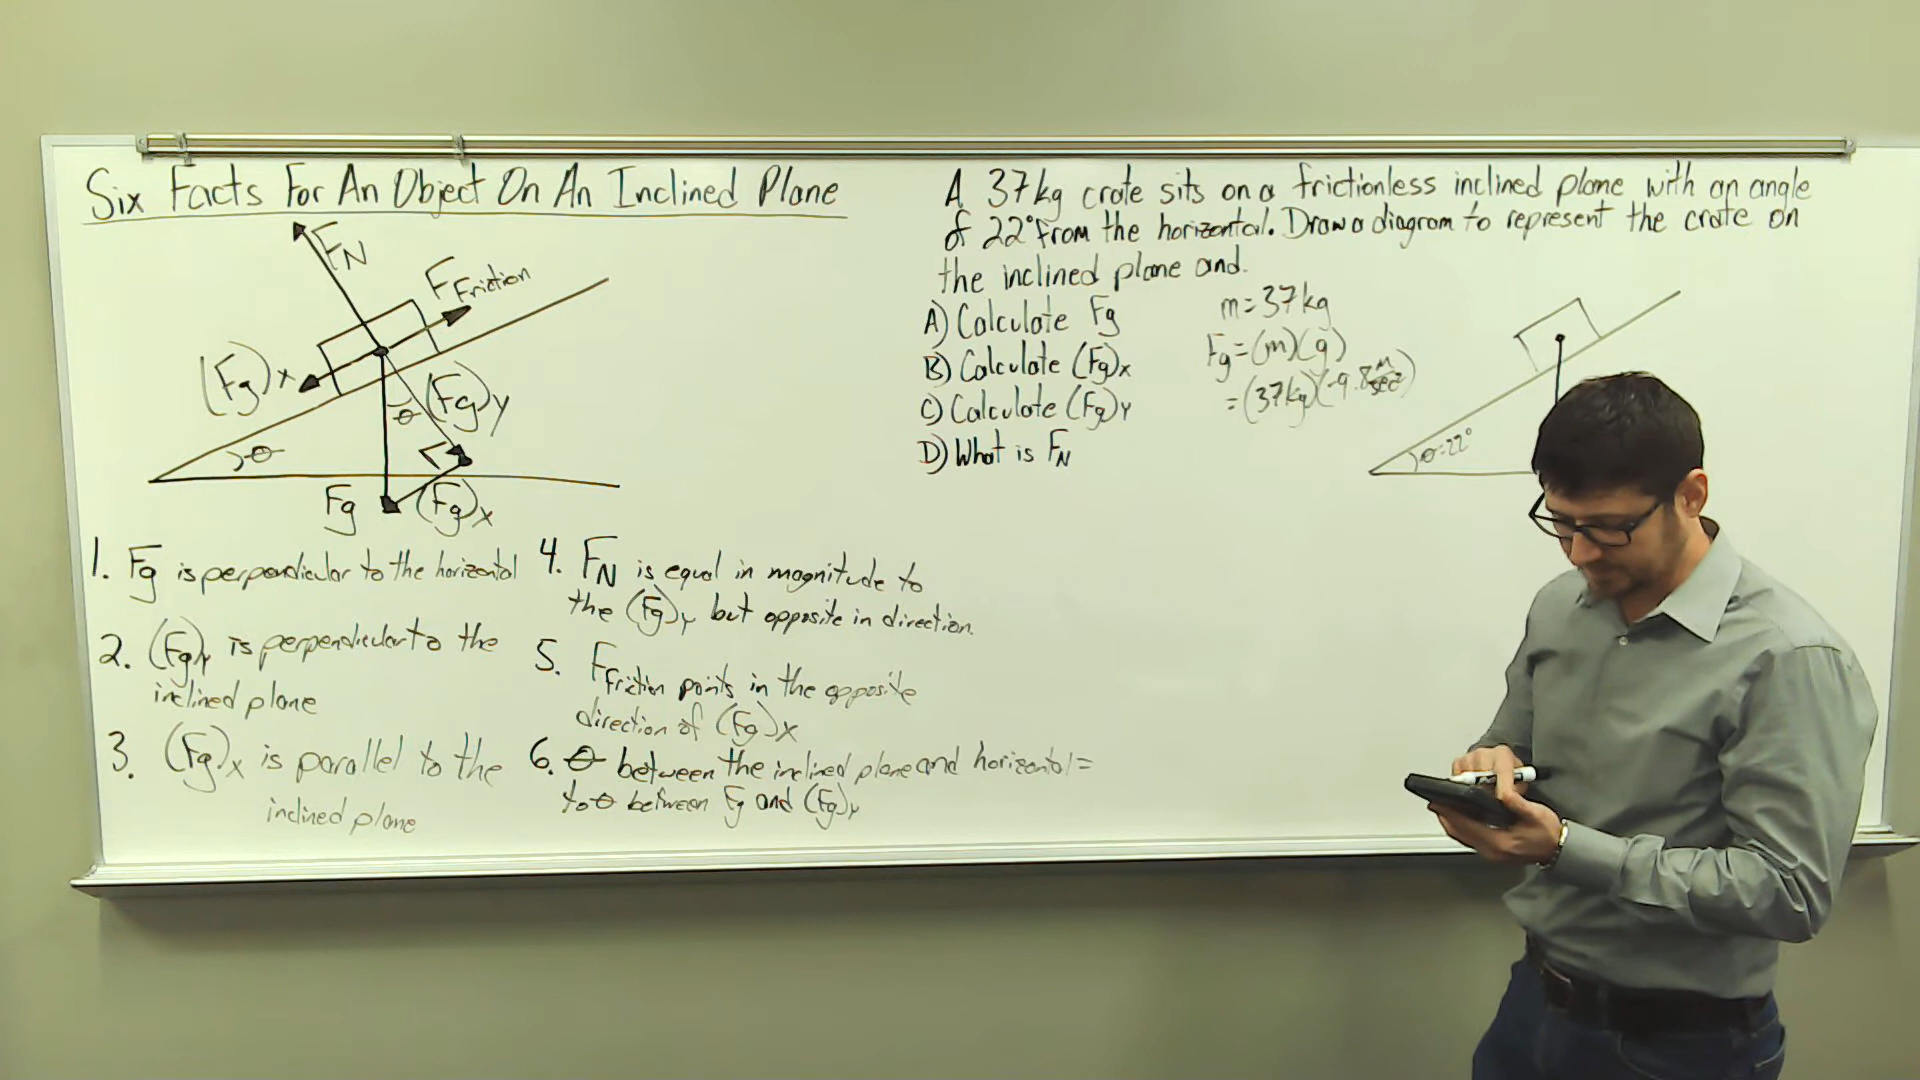 Six Facts For An Object On An Inclined Plane
FN
FFriction
(Fg)x
(Fg)y
θ
θ
Fg
(Fg)x
1. Fg is perpendicular to the horizontal
2. (Fg)y is perpendicular to the
inclined plane
3. (Fg)x is parallel to the
inclined plane
4. FN is equal in magnitude to
the (Fg)y but opposite in direction.
5. Ffriction points in the opposite
direction of (Fg)x
6. θ between the inclined plane and horizontal =
to θ between Fg and (Fg)y
A 37kg crate sits on a frictionless inclined plane with an angle
of 22° from the horizontal. Draw a diagram to represent the crate on
the inclined plane and.
A) Calculate Fg
B) Calculate (Fg)x
C) Calculate (Fg)y
D) What is FN
m=37kg
Fg=(m)(g)
=(37kg)(-9.8 m/sec²)
θ=22°